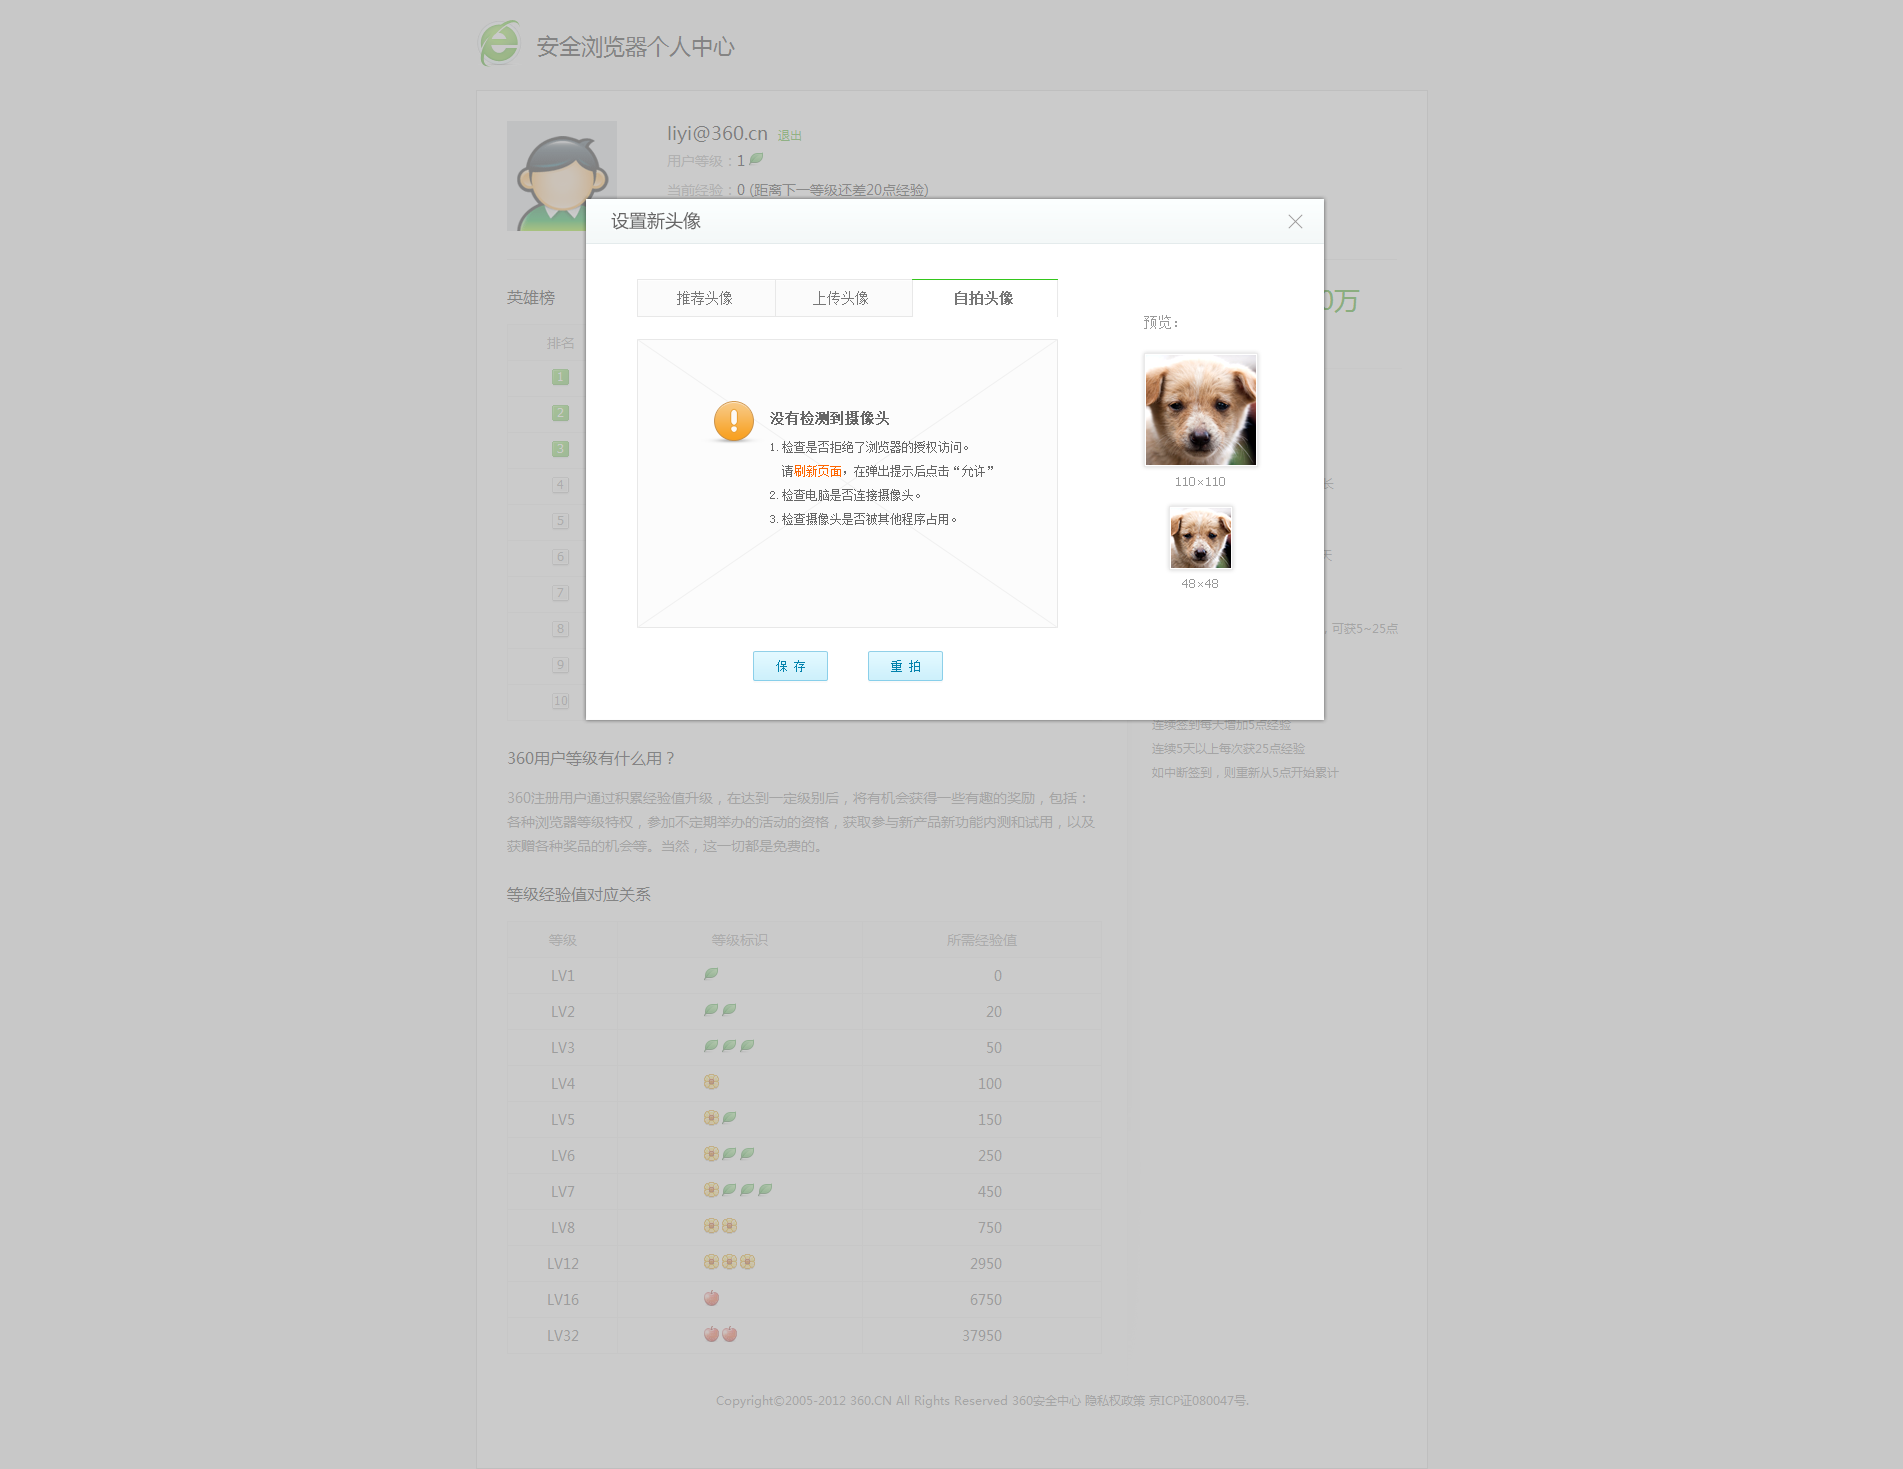 安全浏览器个人中心
liyi@360.cn 退出
用户等级：1
当前经验：0 (距离下一等级还差20点经验)
设置新头像
推荐头像 上传头像 自拍头像
没有检测到摄像头
1. 检查是否拒绝了浏览器的授权访问。
请刷新页面，在弹出提示后点击“允许”
2. 检查电脑是否连接摄像头。
3. 检查摄像头是否被其他程序占用。
保 存 重 拍
预览：
110×110
48×48
英雄榜
0万
排名
1
2
3
4
长
5
6
天
7
8
，可获5~25点
9
10
连续签到每天增加5点经验
连续5天以上每次获25点经验
如中断签到，则重新从5点开始累计
360用户等级有什么用？
360注册用户通过积累经验值升级，在达到一定级别后，将有机会获得一些有趣的奖励，包括：
各种浏览器等级特权，参加不定期举办的活动的资格，获取参与新产品新功能内测和试用，以及
获赠各种奖品的机会等。当然，这一切都是免费的。
等级经验值对应关系
等级 等级标识 所需经验值
LV1 0
LV2 20
LV3 50
LV4 100
LV5 150
LV6 250
LV7 450
LV8 750
LV12 2950
LV16 6750
LV32 37950
Copyright©2005-2012 360.CN All Rights Reserved 360安全中心 隐私权政策 京ICP证080047号.